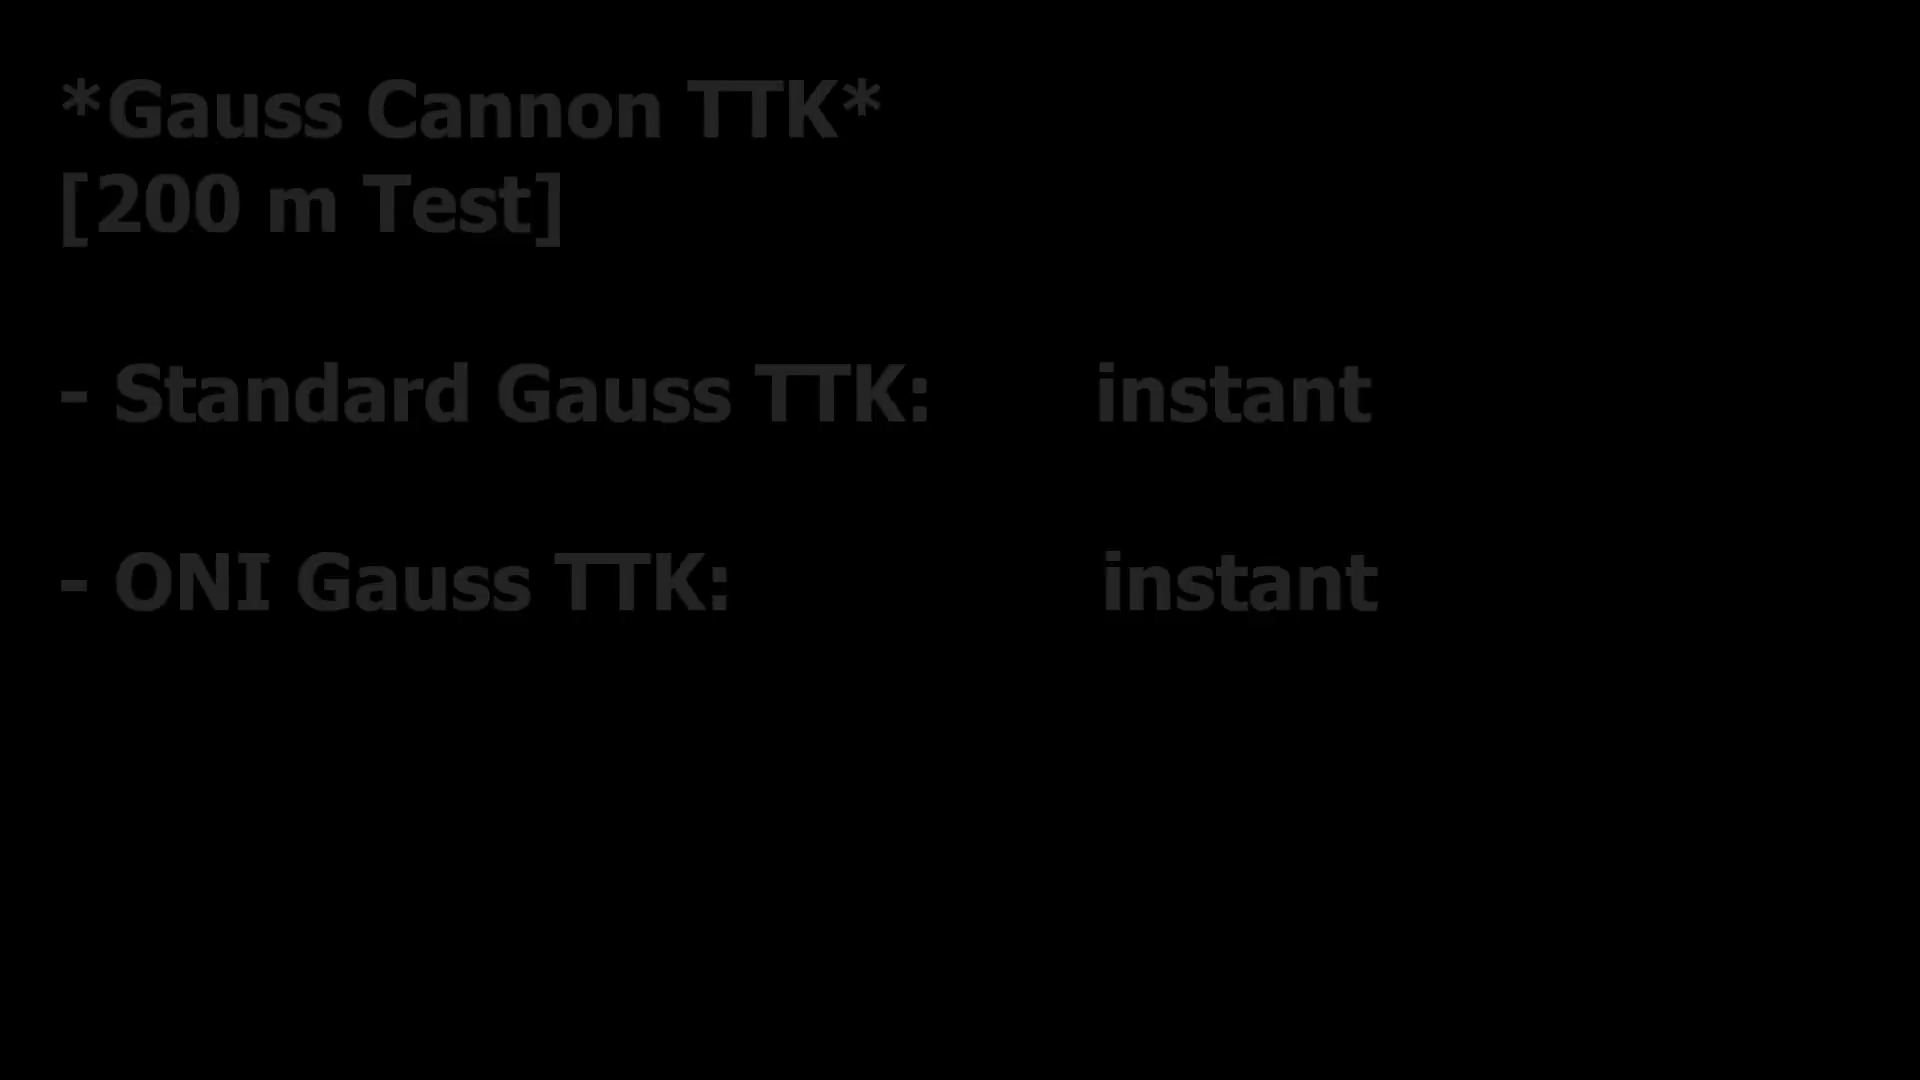 *Gauss Cannon TTK*
[200 m Test]
- Standard Gauss TTK: instant
- ONI Gauss TTK: instant